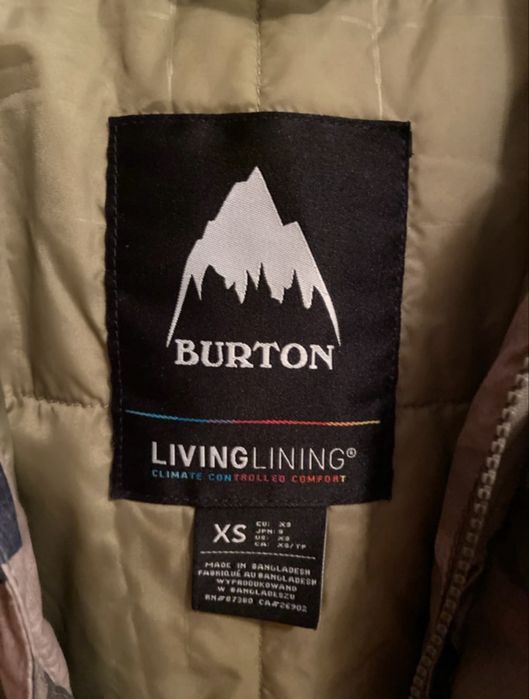 BURTON
LIVINGLINING®
CLIMATE CONTROLLED COMFORT
XS
EU: XS
JPN: S
US: XS
CA: XS/TP
MADE IN BANGLADESH
FABRIQUÉ AU BANGLADESH
WYPRODUKOWANO
W BANGLADESZU
RN#87380 CA#26902